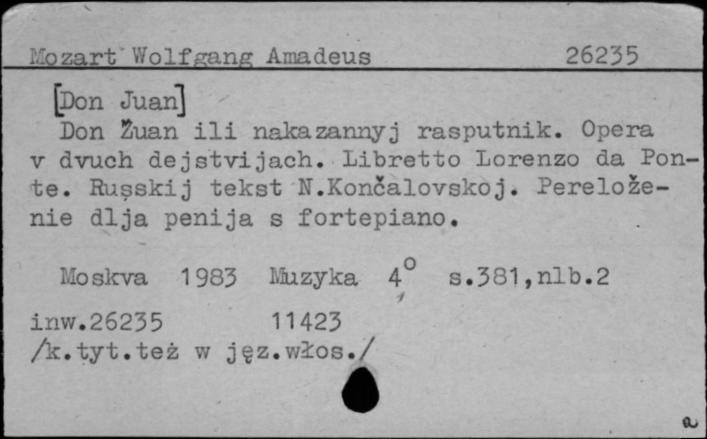 Mozart Wolfgang Amadeus 26235
[Don Juan]
Don Žuan ili nakazannyj rasputnik. Opera
v dvuch dejstvijach. Libretto Lorenzo da Pon-
te. Russkij tekst N.Končalovskoj. Perelože-
nie dlja penija s fortepiano.
Moskva 1983 Muzyka 4° s.381,nlb.2
inw.26235 11423
/k.tyt.też w jęz.włos./
a